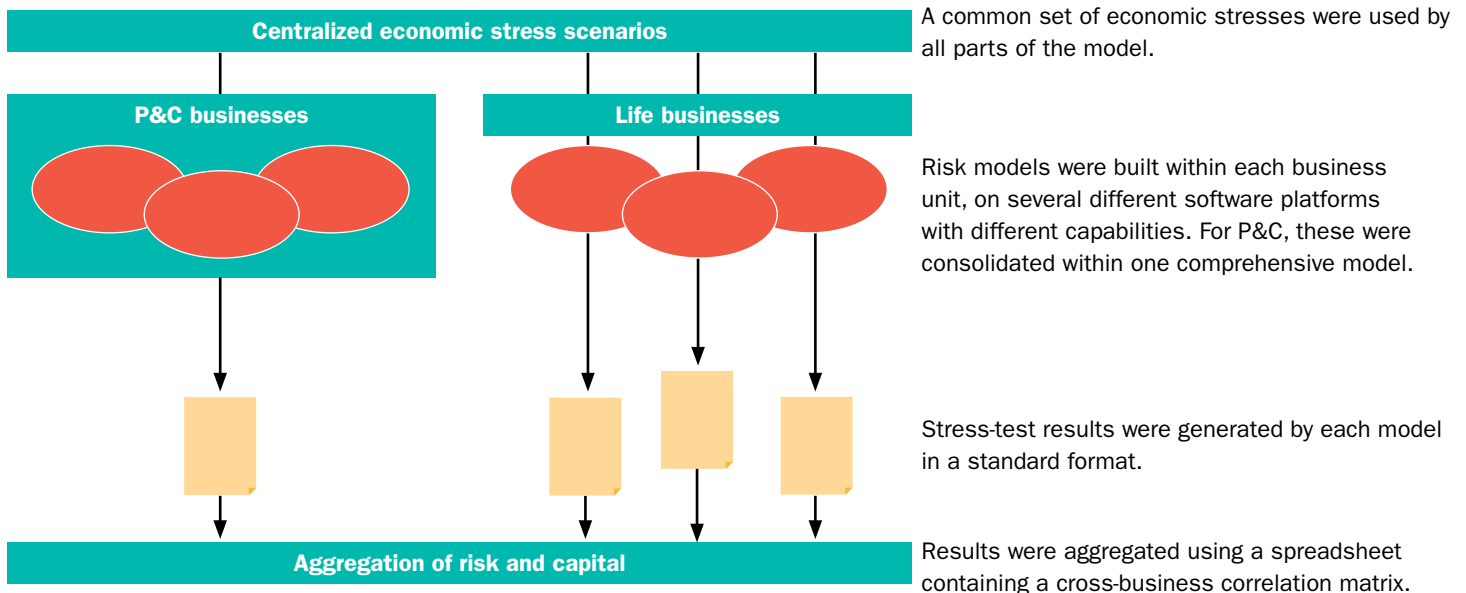 Centralized economic stress scenarios
A common set of economic stresses were used by
all parts of the model.
P&C businesses
Life businesses
Risk models were built within each business
unit, on several different software platforms
with different capabilities. For P&C, these were
consolidated within one comprehensive model.
Stress-test results were generated by each model
in a standard format.
Aggregation of risk and capital
Results were aggregated using a spreadsheet
containing a cross-business correlation matrix.